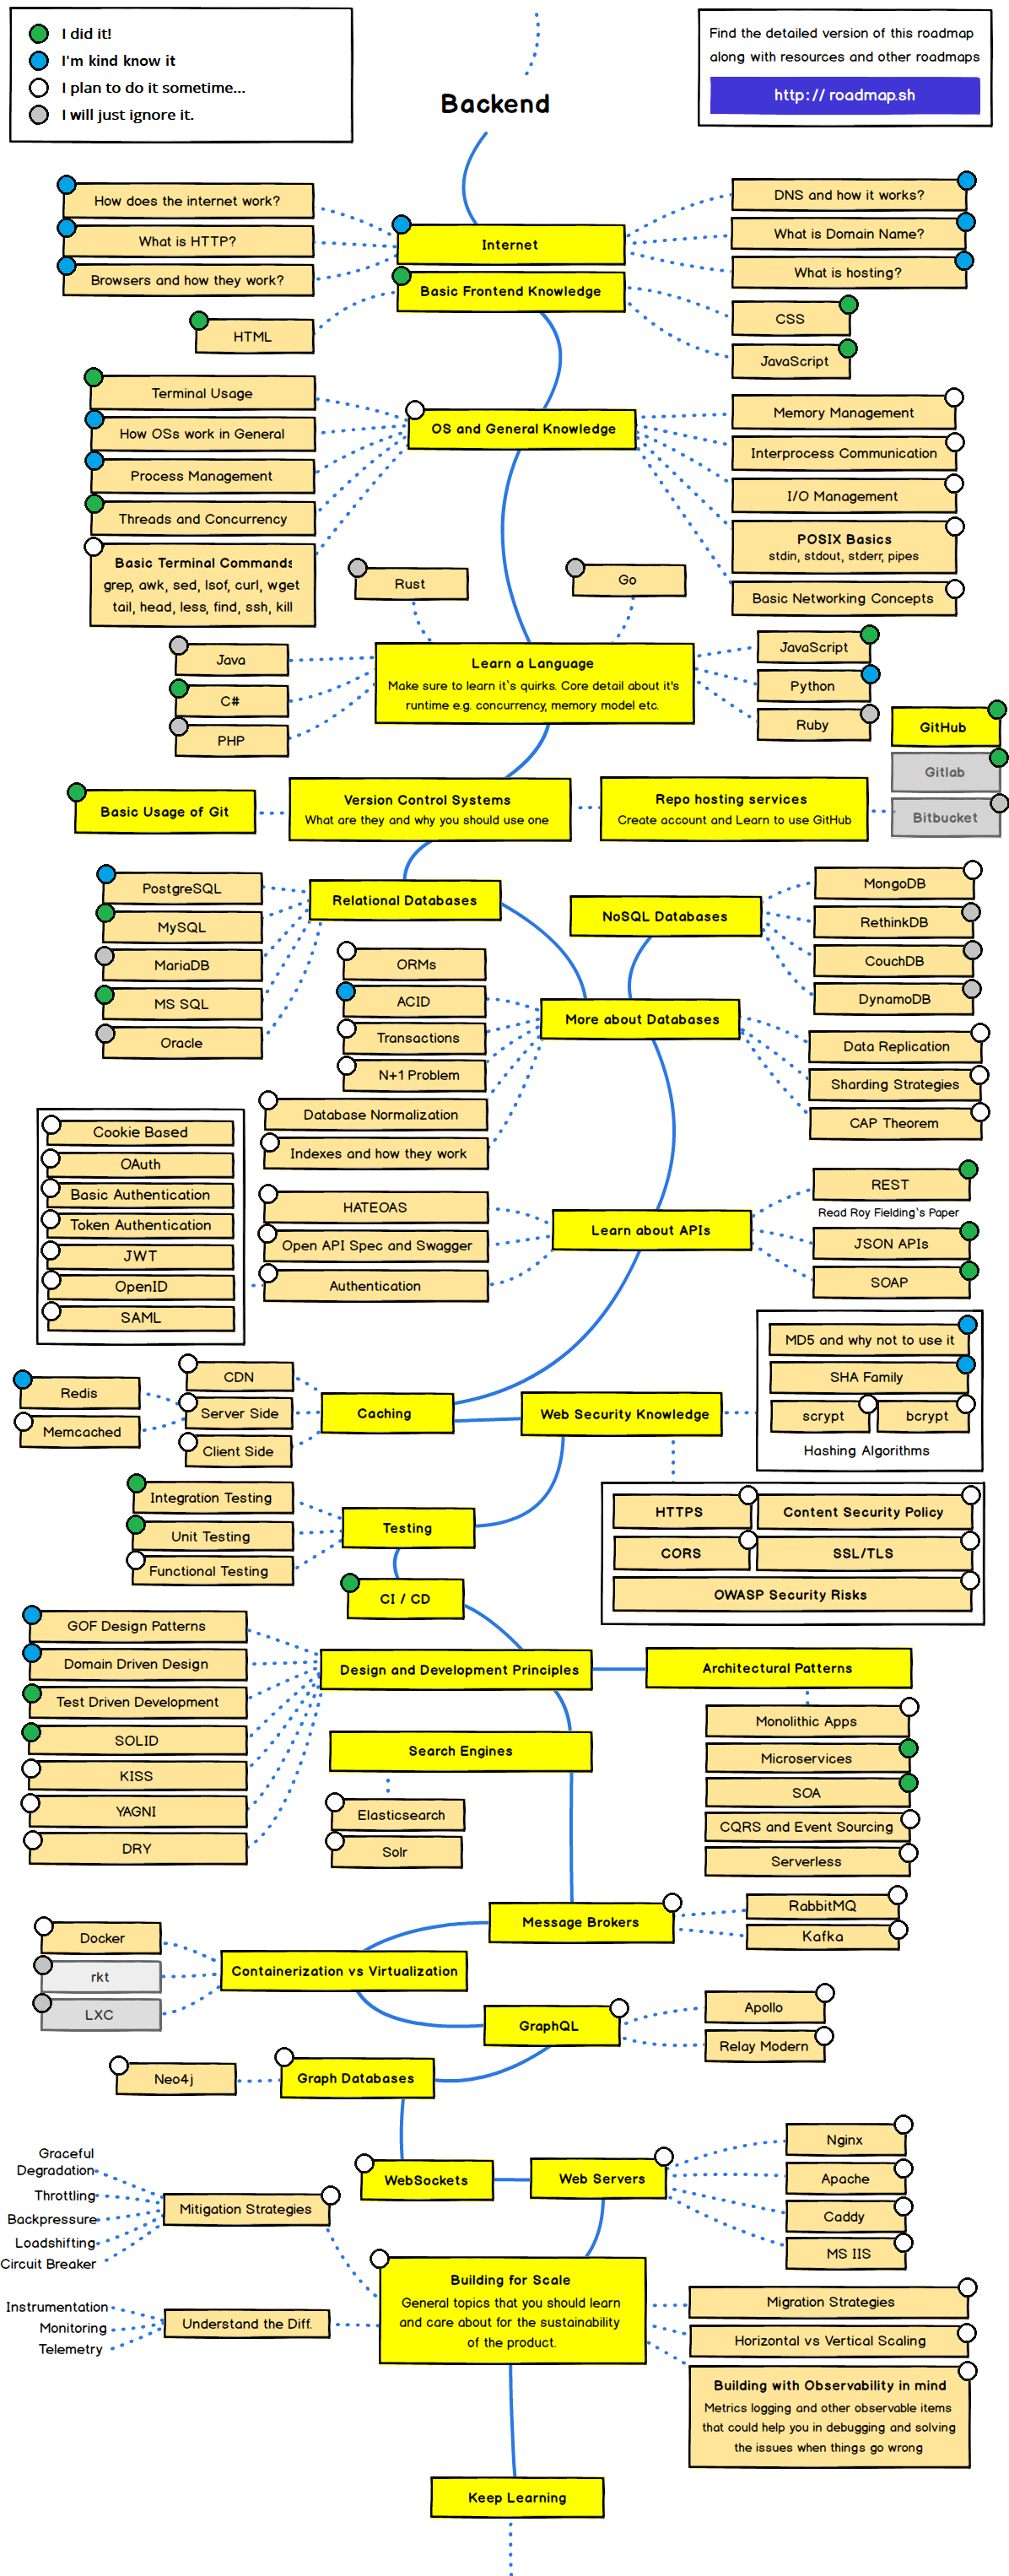 I did it!
I'm kind know it
I plan to do it sometime...
I will just ignore it.
Find the detailed version of this roadmap
along with resources and other roadmaps
http:// roadmap.sh
Backend
How does the internet work?
What is HTTP?
Browsers and how they work?
Internet
DNS and how it works?
What is Domain Name?
What is hosting?
Basic Frontend Knowledge
HTML
CSS
JavaScript
Terminal Usage
How OSs work in General
Process Management
Threads and Concurrency
Basic Terminal Commands
grep, awk, sed, lsof, curl, wget
tail, head, less, find, ssh, kill
OS and General Knowledge
Memory Management
Interprocess Communication
I/O Management
POSIX Basics
stdin, stdout, stderr, pipes
Basic Networking Concepts
Rust
Go
Java
C#
PHP
Learn a Language
Make sure to learn it`s quirks. Core detail about it's
runtime e.g. concurrency, memory model etc.
JavaScript
Python
Ruby
GitHub
Gitlab
Bitbucket
Basic Usage of Git
Version Control Systems
What are they and why you should use one
Repo hosting services
Create account and Learn to use GitHub
Relational Databases
PostgreSQL
MySQL
MariaDB
MS SQL
Oracle
NoSQL Databases
MongoDB
RethinkDB
CouchDB
DynamoDB
ORMs
ACID
Transactions
N+1 Problem
Database Normalization
Indexes and how they work
More about Databases
Data Replication
Sharding Strategies
CAP Theorem
Cookie Based
OAuth
Basic Authentication
Token Authentication
JWT
OpenID
SAML
HATEOAS
Open API Spec and Swagger
Authentication
Learn about APIs
REST
Read Roy Fielding`s Paper
JSON APIs
SOAP
Redis
Memcached
CDN
Server Side
Client Side
Caching
Web Security Knowledge
MD5 and why not to use it
SHA Family
scrypt
bcrypt
Hashing Algorithms
HTTPS
Content Security Policy
CORS
SSL/TLS
OWASP Security Risks
Integration Testing
Unit Testing
Functional Testing
Testing
CI / CD
GOF Design Patterns
Domain Driven Design
Test Driven Development
SOLID
KISS
YAGNI
DRY
Design and Development Principles
Architectural Patterns
Monolithic Apps
Microservices
SOA
CQRS and Event Sourcing
Serverless
Search Engines
Elasticsearch
Solr
Message Brokers
RabbitMQ
Kafka
Docker
rkt
LXC
Containerization vs Virtualization
GraphQL
Apollo
Relay Modern
Neo4j
Graph Databases
WebSockets
Web Servers
Nginx
Apache
Caddy
MS IIS
Graceful
Degradation
Throttling
Backpressure
Loadshifting
Circuit Breaker
Mitigation Strategies
Instrumentation
Monitoring
Telemetry
Understand the Diff.
Building for Scale
General topics that you should learn
and care about for the sustainability
of the product.
Migration Strategies
Horizontal vs Vertical Scaling
Building with Observability in mind
Metrics logging and other observable items
that could help you in debugging and solving
the issues when things go wrong
Keep Learning